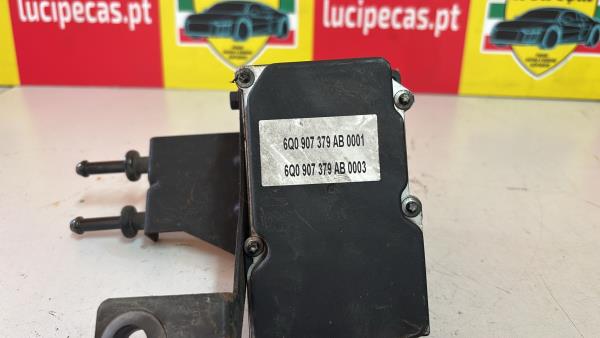 lucipecas.pt
lucipecas.pt
6Q0 907 379 AB 0001
6Q0 907 379 AB 0003